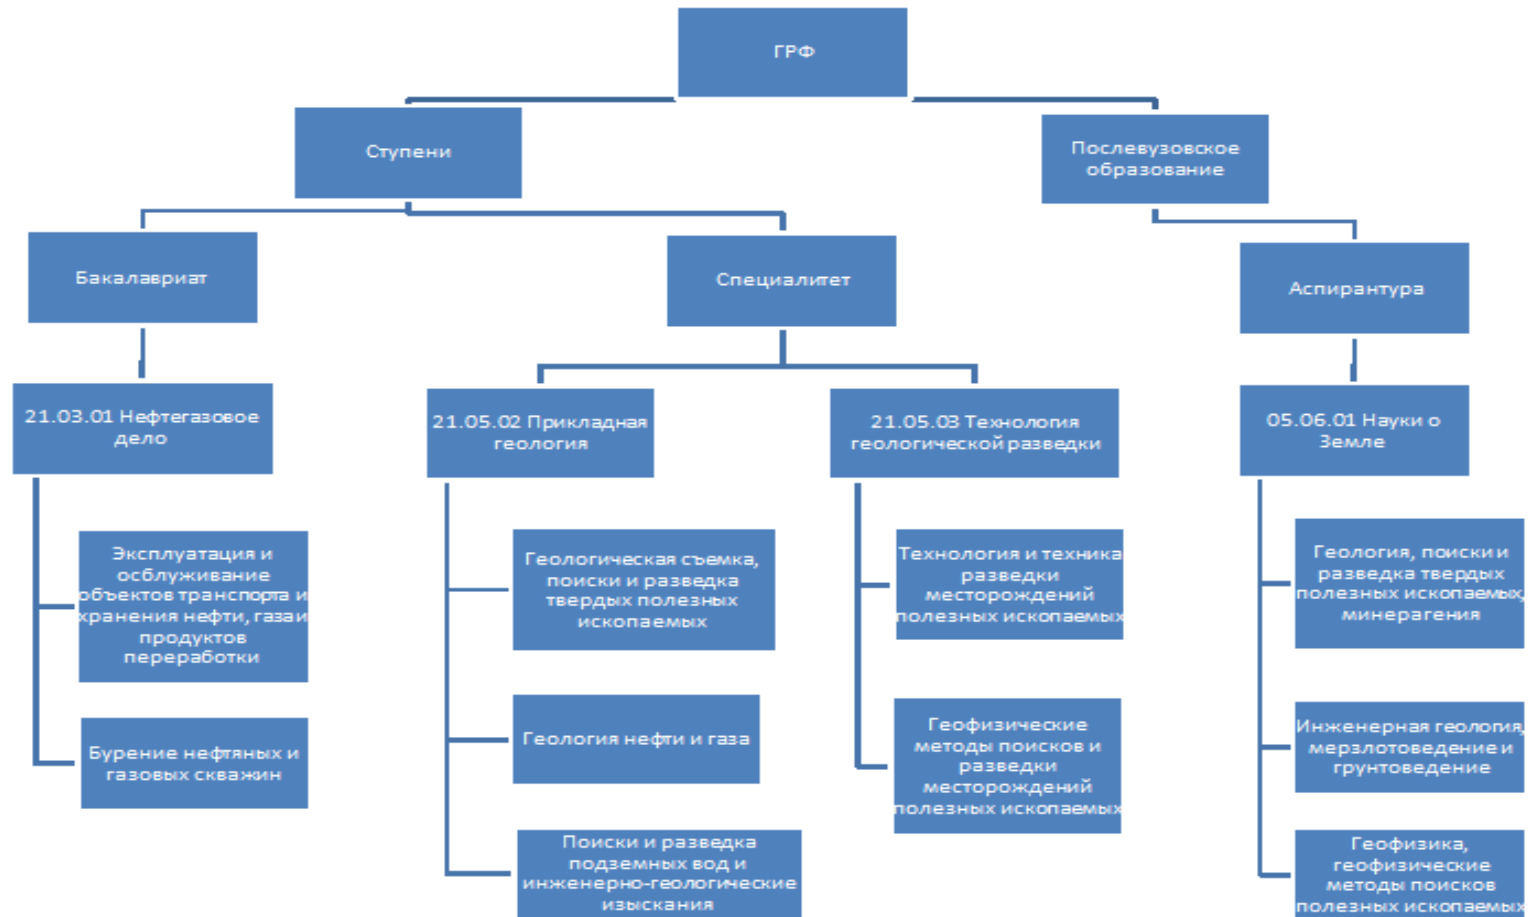 ГРФ
Ступени
Послевузовское
образование
Бакалавриат
Специалитет
Аспирантура
21.03.01 Нефтегазовое
дело
21.05.02 Прикладная
геология
21.05.03 Технология
геологической разведки
05.06.01 Науки о
Земле
Эксплуатация и
осблуживание
объектов транспорта и
хранения нефти, газа и
продуктов
переработки
Бурение нефтяных и
газовых скважин
Геологическая съемка,
поиски и разведка
твердых полезных
ископаемых
Геология нефти и газа
Поиски и разведка
подземных вод и
инженерно-геологические
изыскания
Технология и техника
разведки
месторождений
полезных ископаемых
Геофизические
методы поисков и
разведки
месторождений
полезных ископаемых
Геология, поиски и
разведка твердых
полезных ископаемых,
минерагения
Инженерная геология,
мерзлотоведение и
грунтоведение
Геофизика,
геофизические
методы поисков
полезных ископаемых